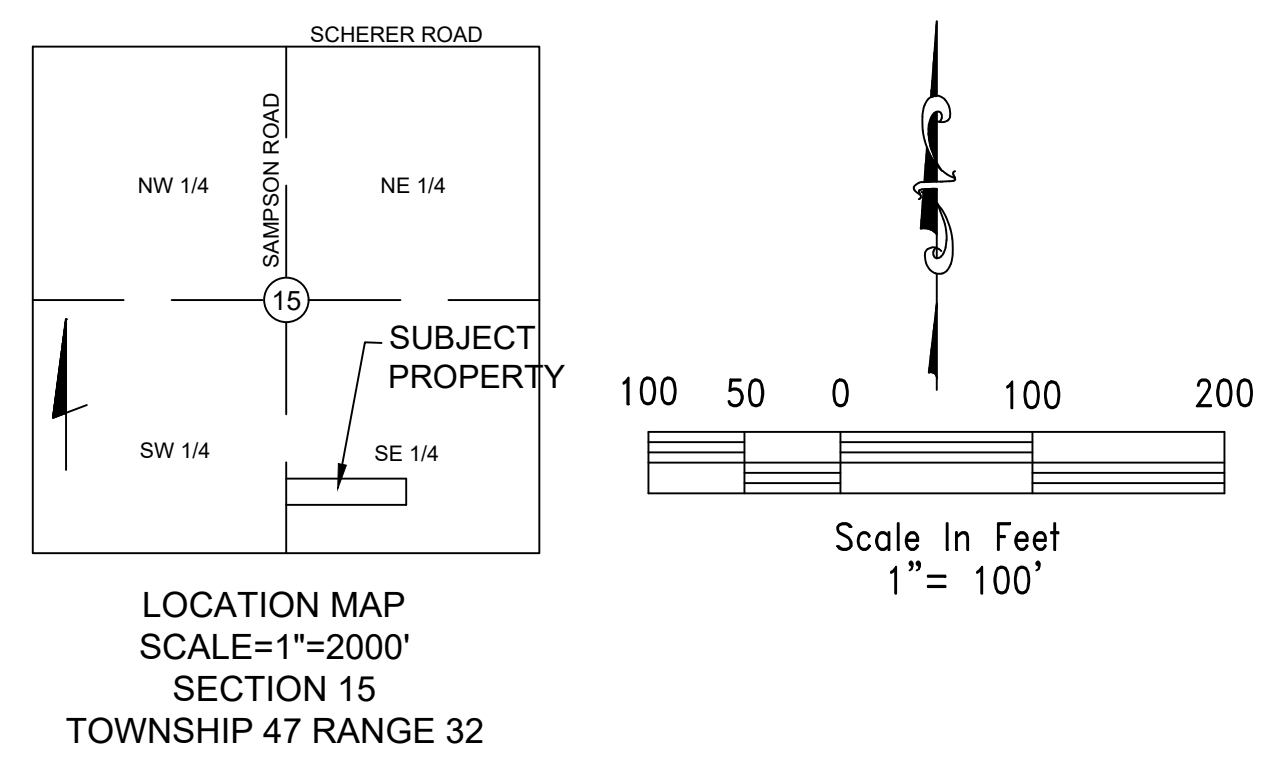 SCHERER ROAD
SAMPSON ROAD
NW 1/4
NE 1/4
15
SUBJECT
PROPERTY
SW 1/4
SE 1/4
LOCATION MAP
SCALE=1"=2000'
SECTION 15
TOWNSHIP 47 RANGE 32
100 50 0 100 200
Scale In Feet
1"= 100'